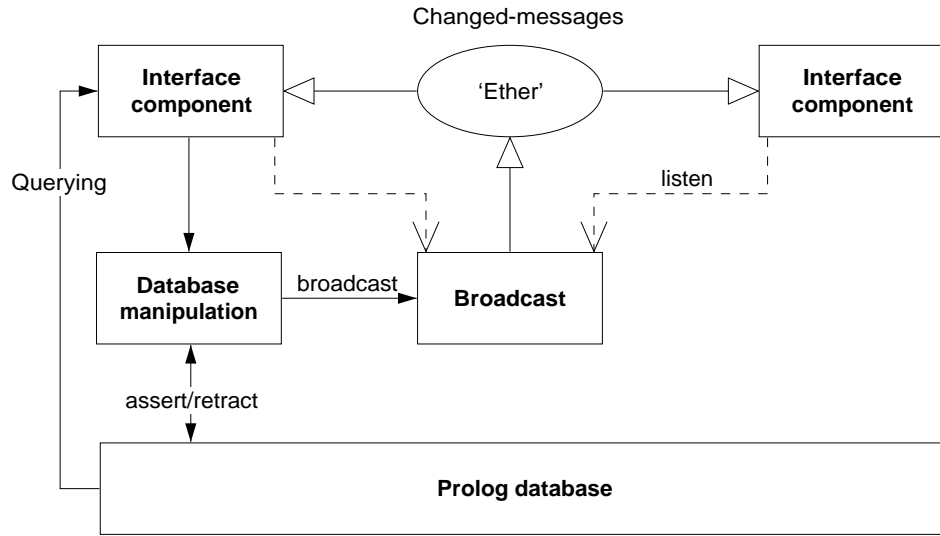 Changed-messages
Interface
component
‘Ether’
Interface
component
Querying
listen
Database
manipulation
broadcast
Broadcast
assert/retract
Prolog database